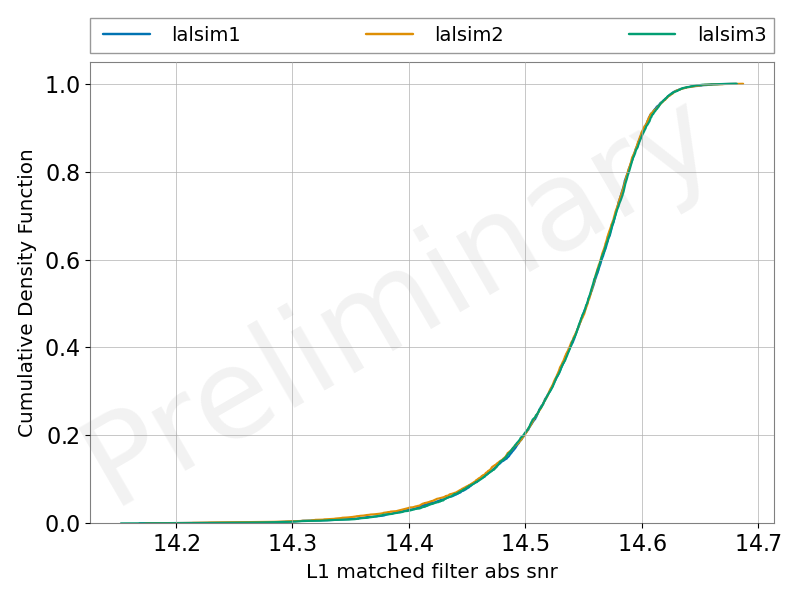 lalsim1 lalsim2 lalsim3
1.0
0.8
0.6
0.4
0.2
0.0
Cumulative Density Function
Preliminary
14.2 14.3 14.4 14.5 14.6 14.7
L1 matched filter abs snr